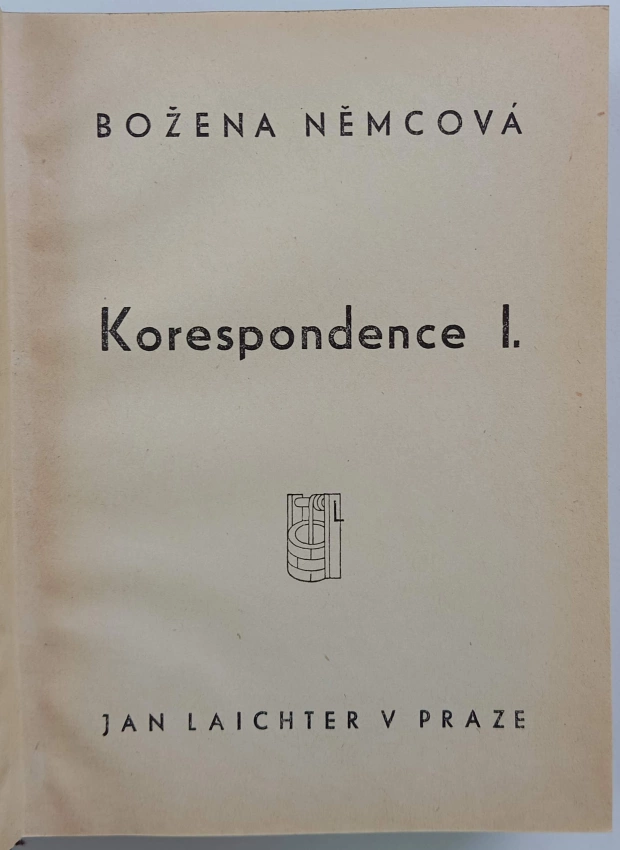 BOŽENA NĚMCOVÁ
Korespondence I.
L
JAN LAICHTER V PRAZE